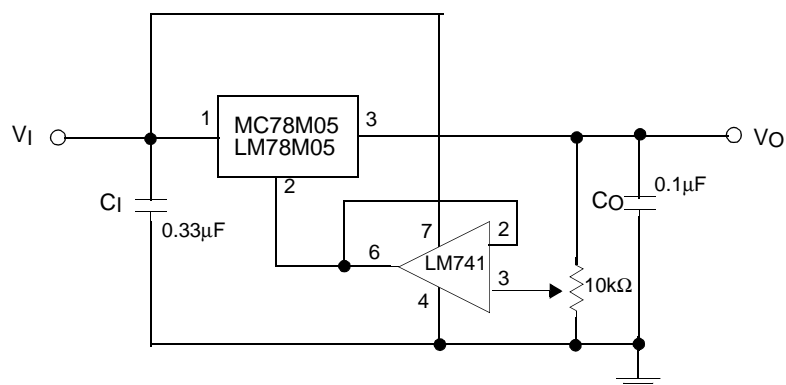 1
MC78M05
LM78M05
3
VI
VO
2
CI
0.33µF
0.1µF
CO
7
2
6
LM741
3
10kΩ
4